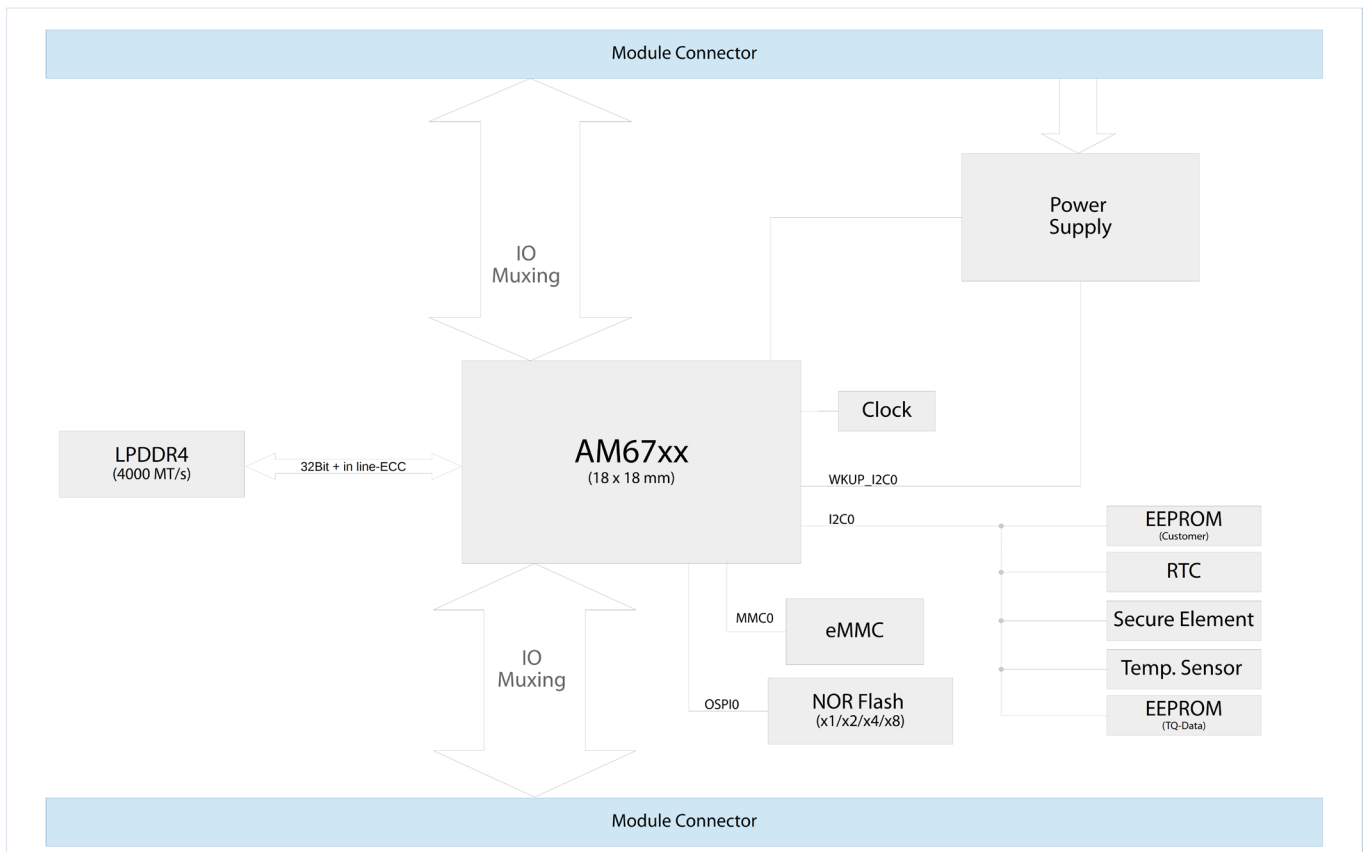 Module Connector
Power
Supply
IO
Muxing
Clock
AM67xx
(18 x 18 mm)
LPDDR4
(4000 MT/s)
32Bit + in line-ECC
WKUP_I2C0
I2C0
EEPROM
(Customer)
RTC
Secure Element
Temp. Sensor
EEPROM
(TQ-Data)
MMC0
eMMC
IO
Muxing
OSPI0
NOR Flash
(x1/x2/x4/x8)
Module Connector